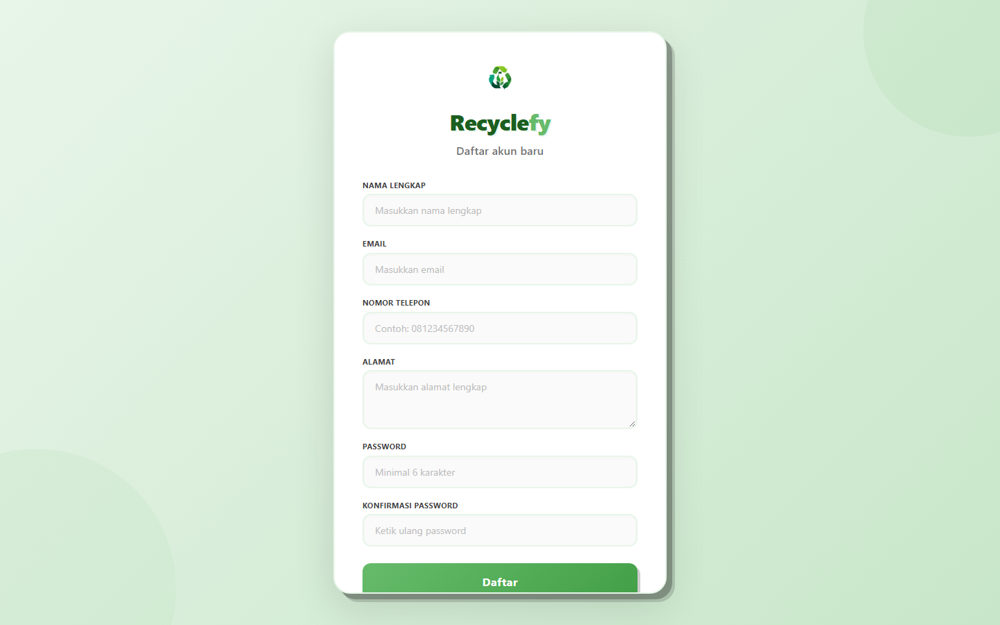 Recyclefy
Daftar akun baru
NAMA LENGKAP
Masukkan nama lengkap
EMAIL
Masukkan email
NOMOR TELEPON
Contoh: 081234567890
ALAMAT
Masukkan alamat lengkap
PASSWORD
Minimal 6 karakter
KONFIRMASI PASSWORD
Ketik ulang password
Daftar